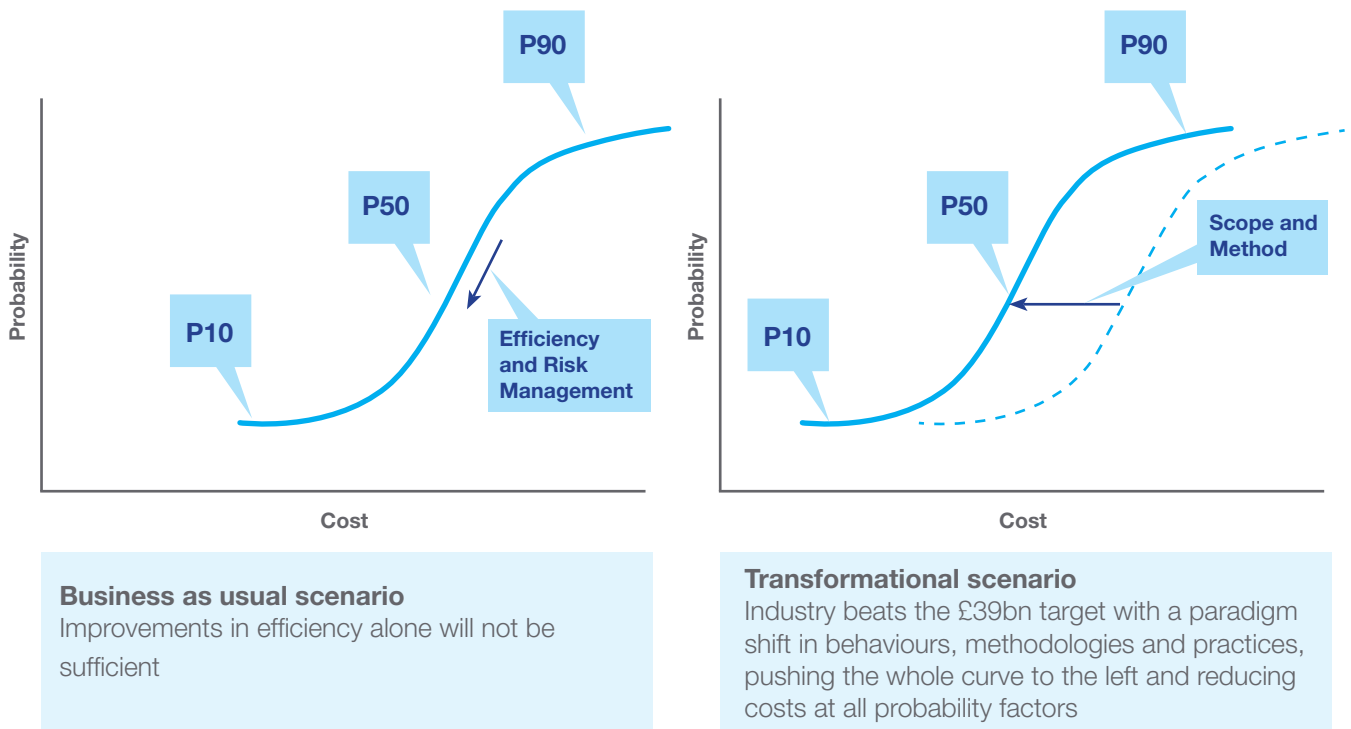 P90
P50
P10
Efficiency
and Risk
Management
Probability
Cost
Business as usual scenario
Improvements in efficiency alone will not be
sufficient
P90
P50
P10
Scope and
Method
Probability
Cost
Transformational scenario
Industry beats the £39bn target with a paradigm
shift in behaviours, methodologies and practices,
pushing the whole curve to the left and reducing
costs at all probability factors